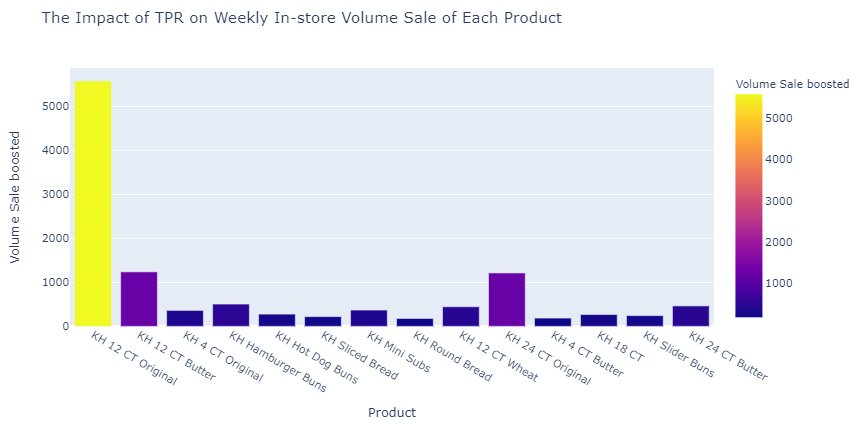 The Impact of TPR on Weekly In-store Volume Sale of Each Product
Volume Sale boosted
5000
4000
3000
2000
1000
0
KH 12 CT Original
KH 12 CT Butter
KH 4 CT Original
KH Hamburger Buns
KH Hot Dog Buns
KH Sliced Bread
KH Mini Subs
KH Round Bread
KH 12 CT Wheat
KH 24 CT Original
KH 4 CT Butter
KH 18 CT
KH Slider Buns
KH 24 CT Butter
Product
Volume Sale boosted
5000
4000
3000
2000
1000